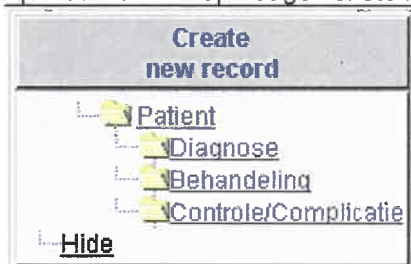 Create
new record
Patient
Diagnose
Behandeling
Controle/Complicatie
Hide